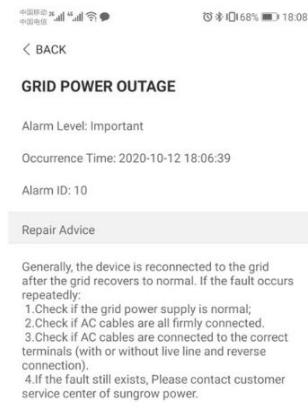 中国移动 26
中国电信
68% 18:08
< BACK
GRID POWER OUTAGE
Alarm Level: Important
Occurrence Time: 2020-10-12 18:06:39
Alarm ID: 10
Repair Advice
Generally, the device is reconnected to the grid
after the grid recovers to normal. If the fault occurs
repeatedly:
1.Check if the grid power supply is normal;
2.Check if AC cables are all firmly connected.
3.Check if AC cables are connected to the correct
terminals (with or without live line and reverse
connection).
4.If the fault still exists, Please contact customer
service center of sungrow power.